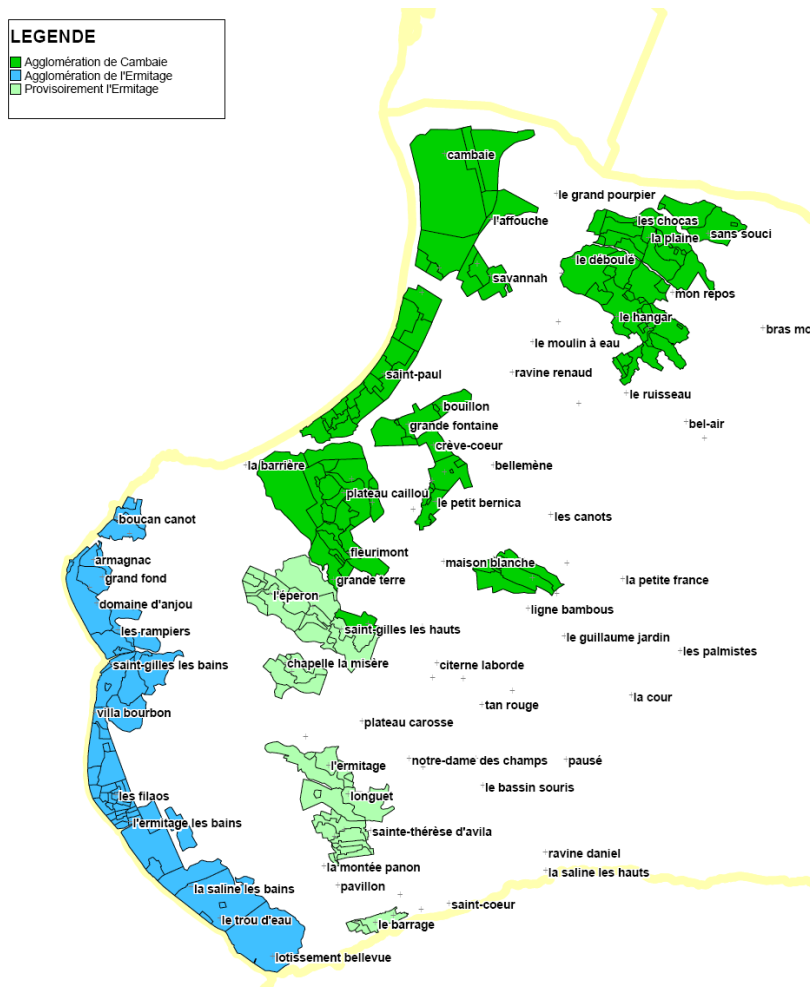 LEGENDE
Agglomération de Cambaie
Agglomération de l'Ermitage
Provisoirement l'Ermitage
cambaie
le grand pourpier
l'affouche
les chocas
sans souci
la plaine
le déboulé
savannah
mon repos
le hangar
bras mo
le moulin à eau
saint-paul
ravine renaud
le ruisseau
bouillon
grande fontaine
bel-air
crève-coeur
la barrière
bellemène
plateau caillou
le petit bernica
les canots
boucan canot
fleurimont
armagnac
maison blanche
grand fond
grande terre
la petite france
l'éperon
domaine d'anjou
ligne bambous
les rampiers
saint-gilles les hauts
le guillaume jardin
les palmistes
saint-gilles les bains
chapelle la misère
citerne laborde
la cour
tan rouge
villa bourbon
plateau carosse
l'ermitage
notre-dame des champs
pausé
le bassin souris
les filaos
longuet
l'ermitage les bains
sainte-thérèse d'avila
ravine daniel
la montée panon
la saline les hauts
la saline les bains
pavillon
saint-coeur
le trou d'eau
le barrage
lotissement bellevue